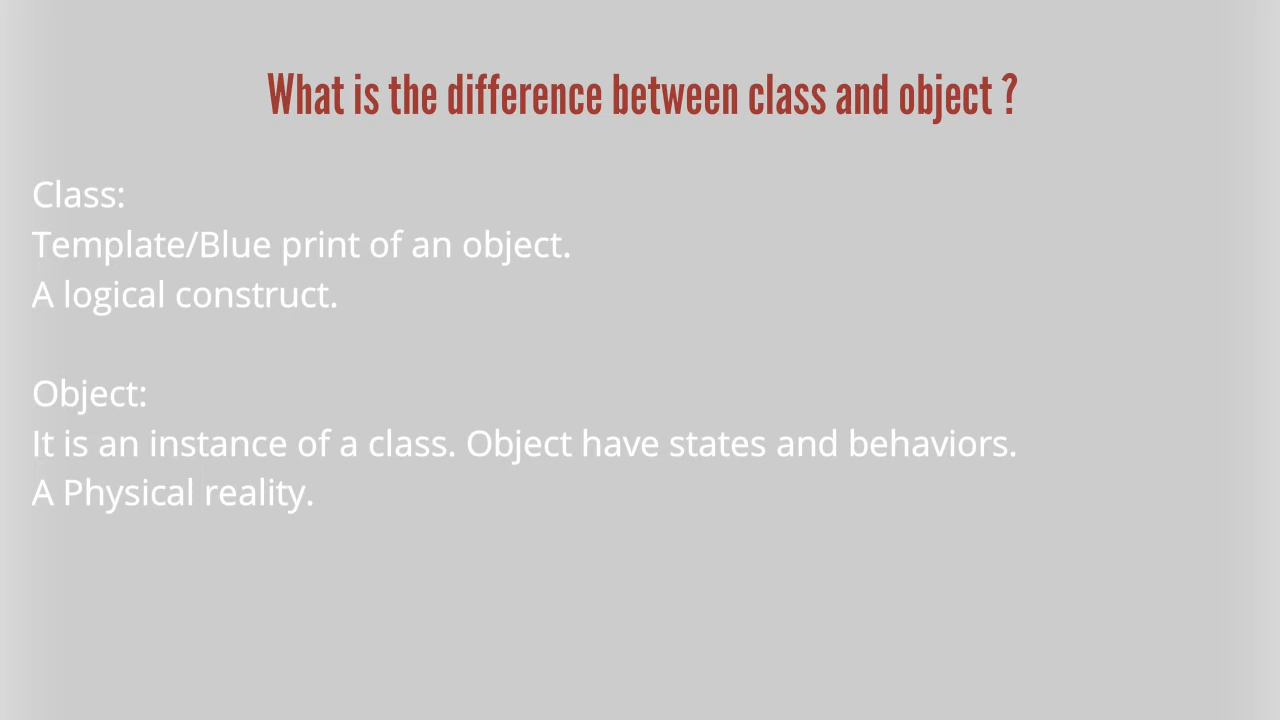 What is the difference between class and object ?
Class:
Template/Blue print of an object.
A logical construct.
Object:
It is an instance of a class. Object have states and behaviors.
A Physical reality.